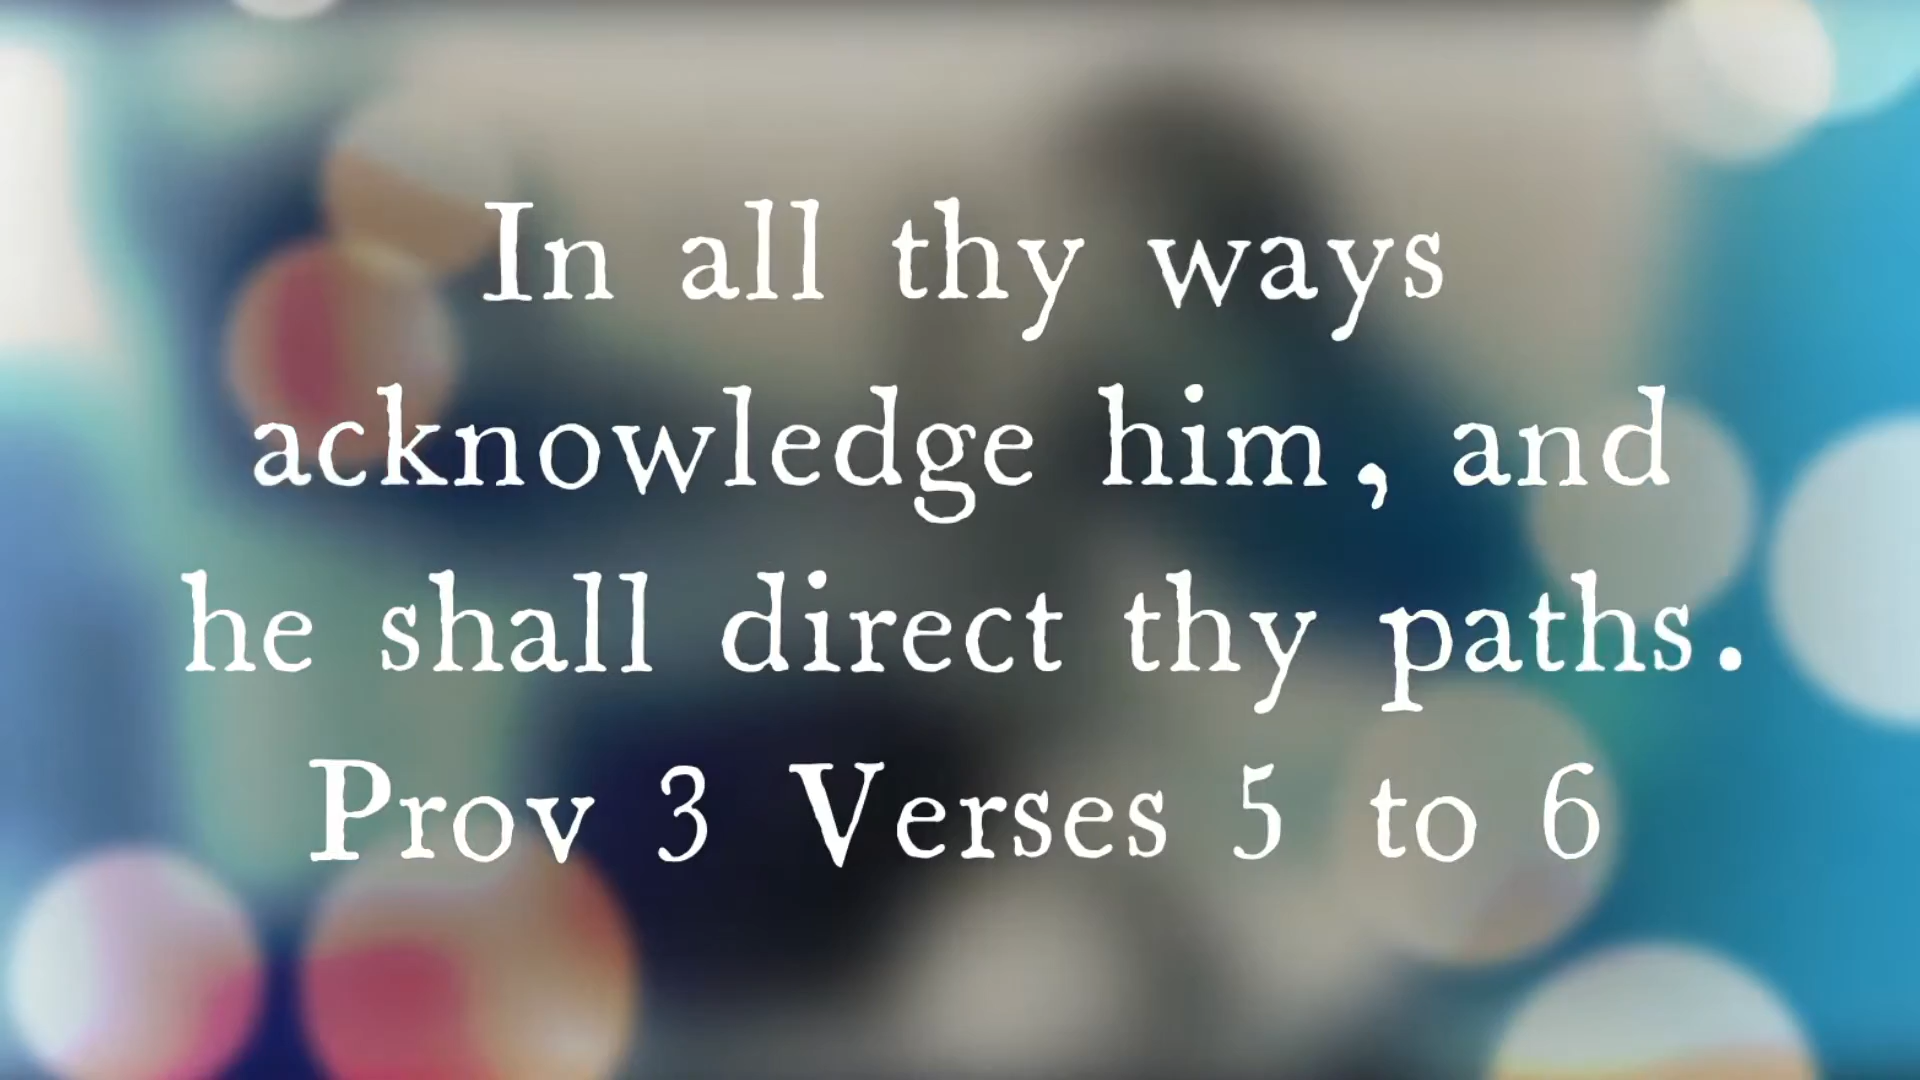 In all thy ways
acknowledge him, and
he shall direct thy paths.
Prov 3 Verses 5 to 6